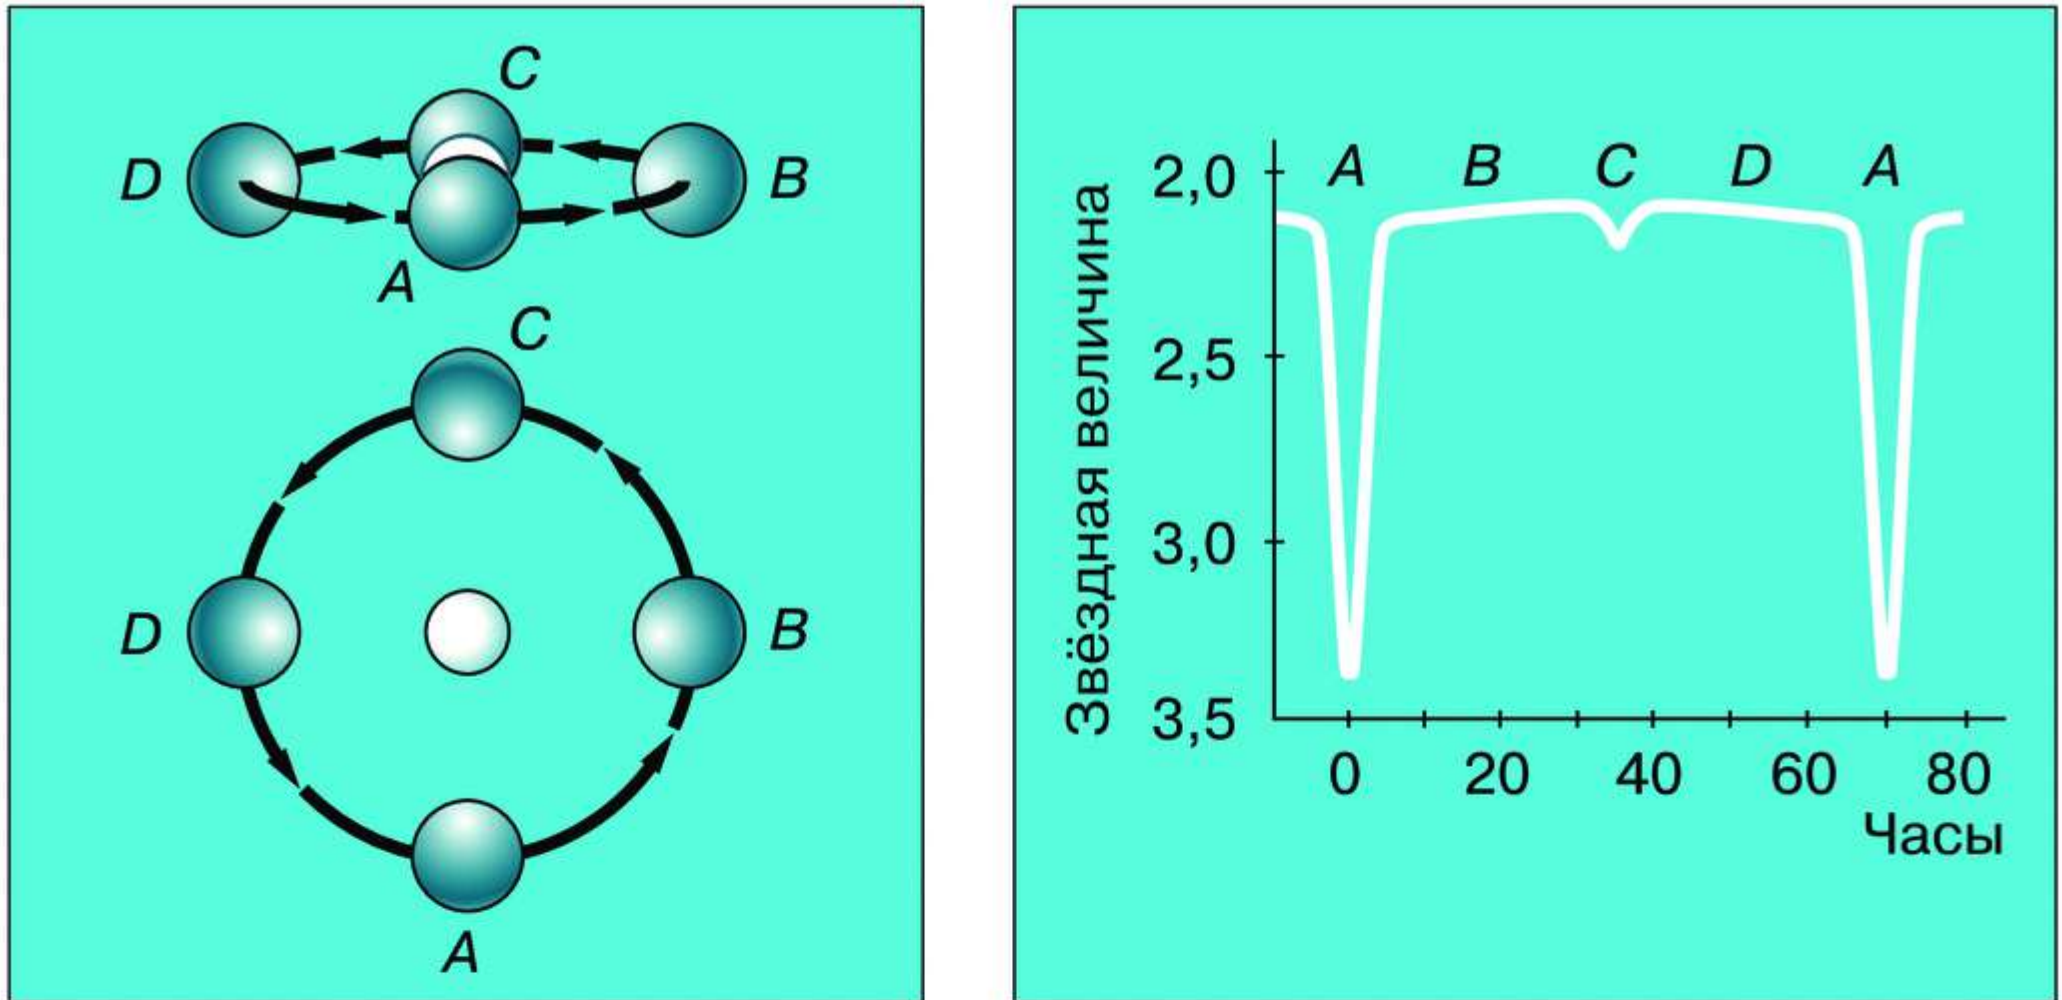 C
D
B
A
C
D
B
A
Звёздная величина
2,0
2,5
3,0
3,5
A B C D A
0 20 40 60 80
Часы